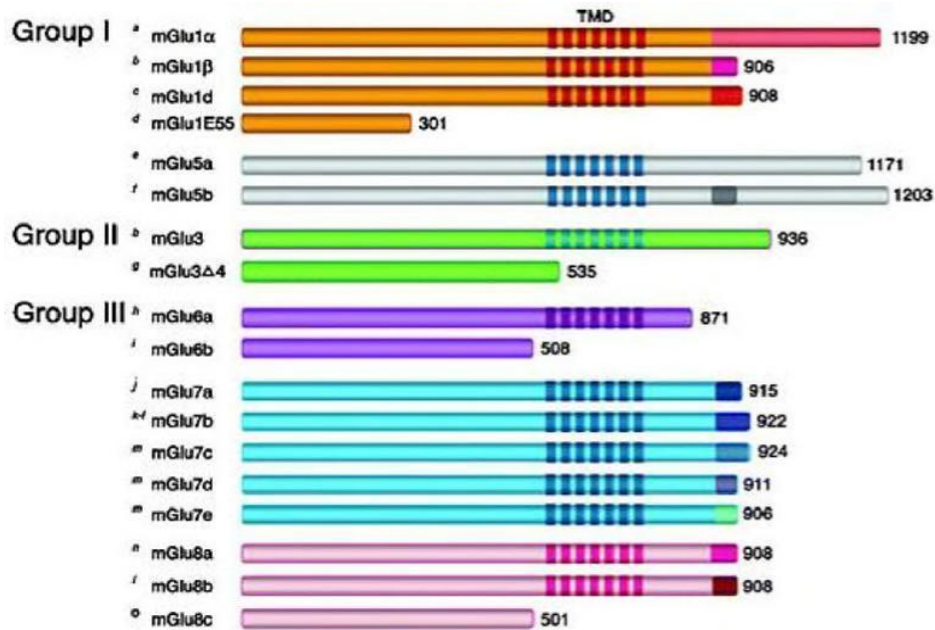 TMD
Group I a mGlu1α 1199
b mGlu1β 906
c mGlu1d 908
d mGlu1E55 301
e mGlu5a 1171
f mGlu5b 1203
Group II b mGlu3 936
g mGlu3Δ4 535
Group III h mGlu6a 871
i mGlu6b 508
j mGlu7a 915
k-l mGlu7b 922
m mGlu7c 924
m mGlu7d 911
m mGlu7e 906
n mGlu8a 908
i mGlu8b 908
o mGlu8c 501